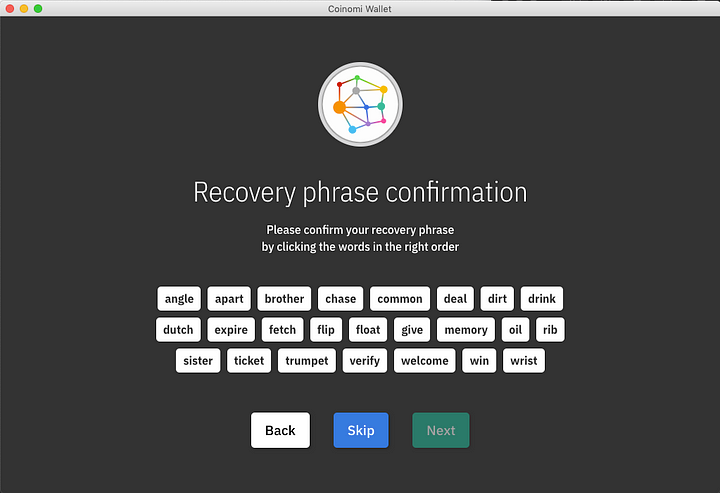 Coinomi Wallet
Recovery phrase confirmation
Please confirm your recovery phrase
by clicking the words in the right order
angle apart brother chase common deal dirt drink
dutch expire fetch flip float give memory oil rib
sister ticket trumpet verify welcome win wrist
Back Skip Next